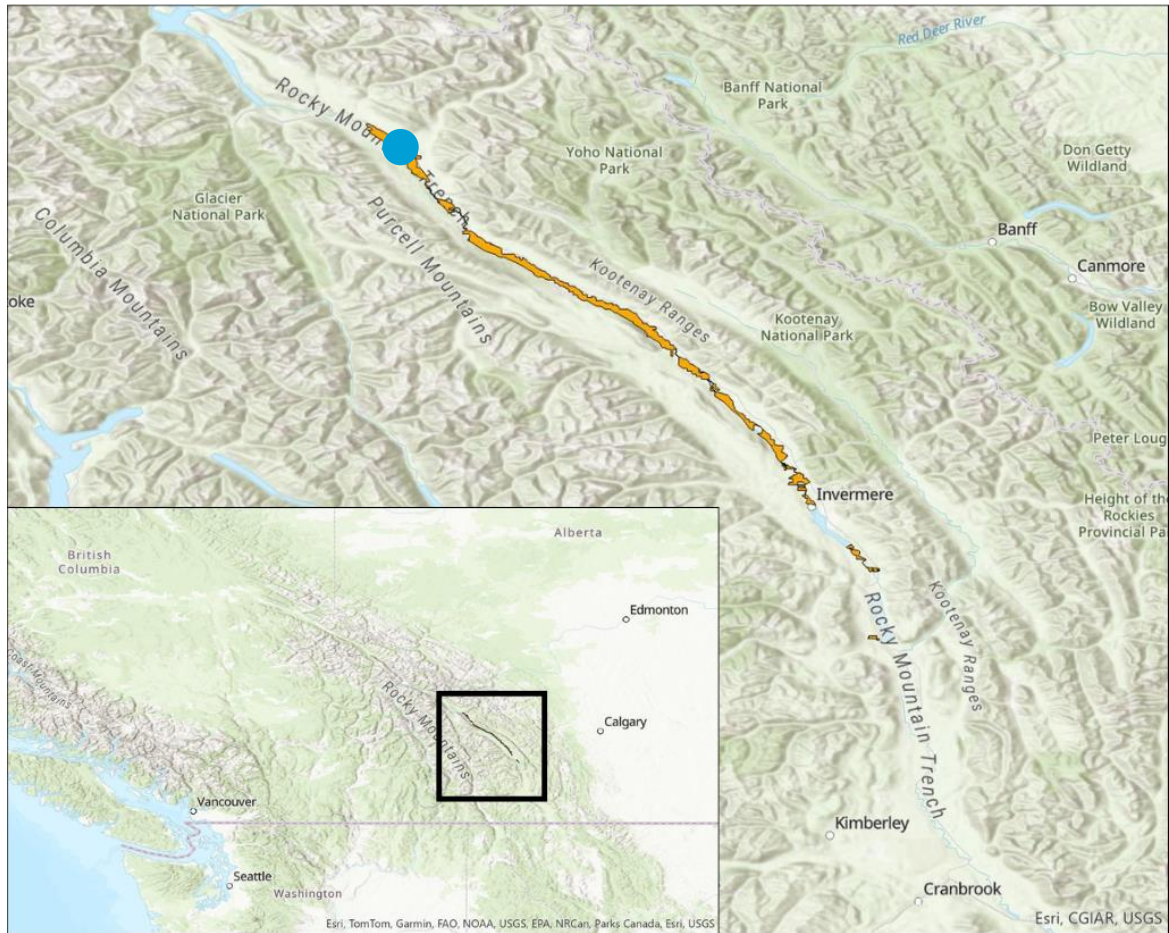 Red Deer River
Banff National
Park
Rocky Mountain Trench
Yoho National
Park
Don Getty
Wildland
Glacier
National Park
Columbia Mountains
Purcell Mountains
Banff
Canmore
Kootenay Ranges
Kootenay
National Park
Bow Valley
Wildland
oke
Peter Loug
Invermere
Height of the
Rockies
Provincial Pa
Kootenay Ranges
Rocky Mountain Trench
Kimberley
Cranbrook
Esri, CGIAR, USGS
Alberta
British
Columbia
Edmonton
Coast Mountains
Rocky Mountains
Calgary
Vancouver
Seattle
Washington
Esri, TomTom, Garmin, FAO, NOAA, USGS, EPA, NRCan, Parks Canada, Esri, USGS